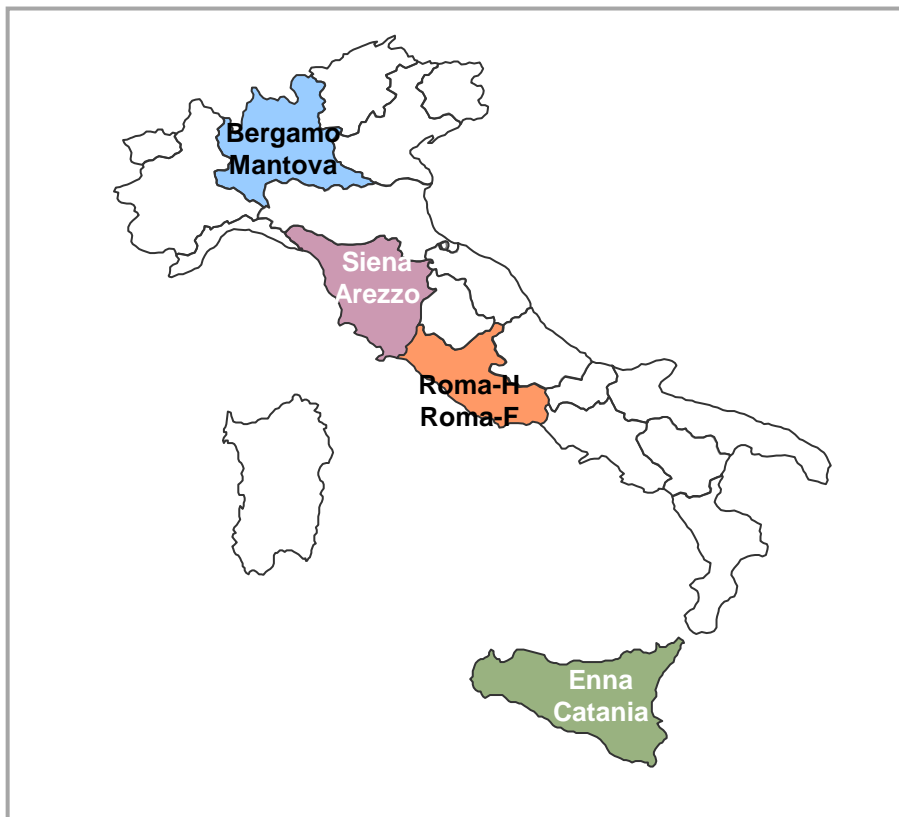 Bergamo
Mantova
Siena
Arezzo
Roma-H
Roma-F
Enna
Catania